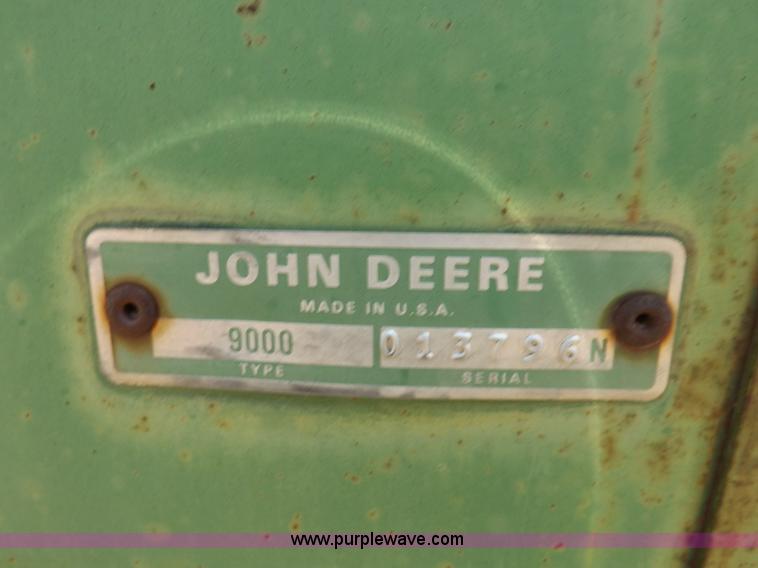 JOHN DEERE
MADE IN U.S.A.
9000 013796N
TYPE SERIAL
www.purplewave.com